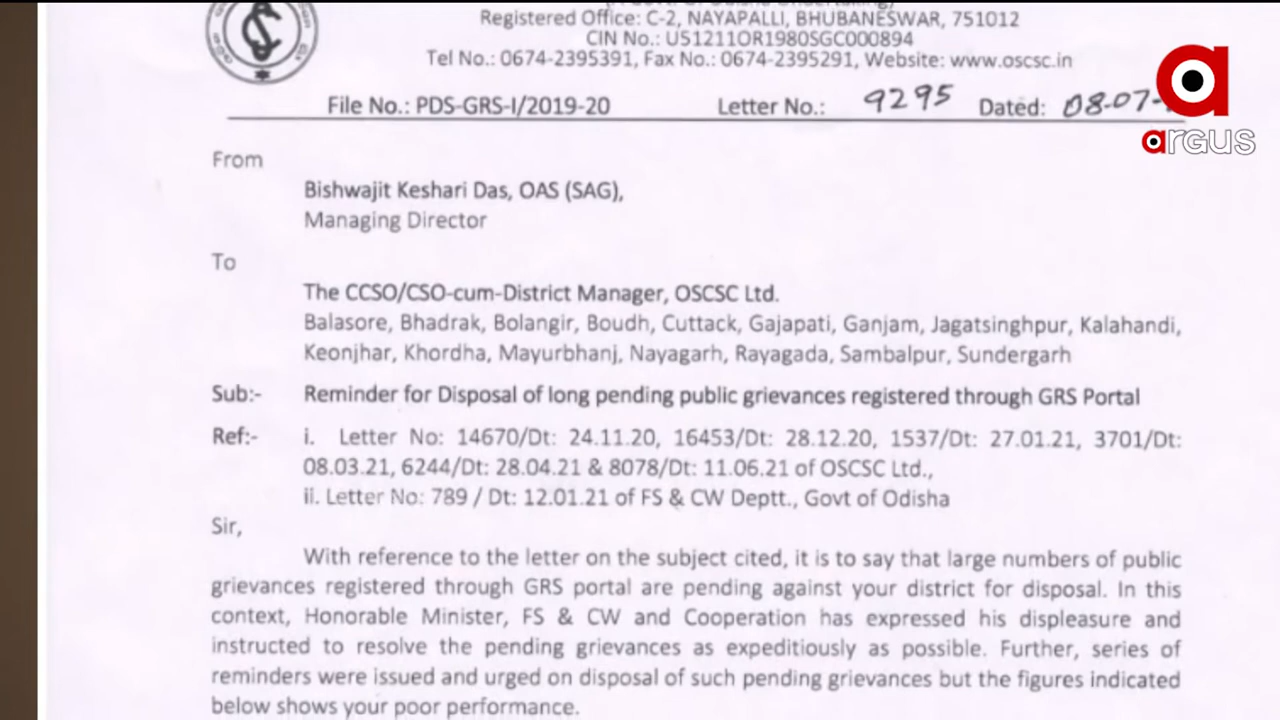 Registered Office: C-2, NAYAPALLI, BHUBANESWAR, 751012
CIN No.: U51211OR1980SGC000894
Tel No.: 0674-2395391, Fax No.: 0674-2395291, Website: www.oscsc.in
File No.: PDS-GRS-I/2019-20 Letter No.: 9295 Dated: 08-07-
argus
From
Bishwajit Keshari Das, OAS (SAG),
Managing Director
To
The CCSO/CSO-cum-District Manager, OSCSC Ltd.
Balasore, Bhadrak, Bolangir, Boudh, Cuttack, Gajapati, Ganjam, Jagatsinghpur, Kalahandi,
Keonjhar, Khordha, Mayurbhanj, Nayagarh, Rayagada, Sambalpur, Sundergarh
Sub:- Reminder for Disposal of long pending public grievances registered through GRS Portal
Ref:- i. Letter No: 14670/Dt: 24.11.20, 16453/Dt: 28.12.20, 1537/Dt: 27.01.21, 3701/Dt:
08.03.21, 6244/Dt: 28.04.21 & 8078/Dt: 11.06.21 of OSCSC Ltd.,
ii. Letter No: 789 / Dt: 12.01.21 of FS & CW Deptt., Govt of Odisha
Sir,
With reference to the letter on the subject cited, it is to say that large numbers of public
grievances registered through GRS portal are pending against your district for disposal. In this
context, Honorable Minister, FS & CW and Cooperation has expressed his displeasure and
instructed to resolve the pending grievances as expeditiously as possible. Further, series of
reminders were issued and urged on disposal of such pending grievances but the figures indicated
below shows your poor performance.